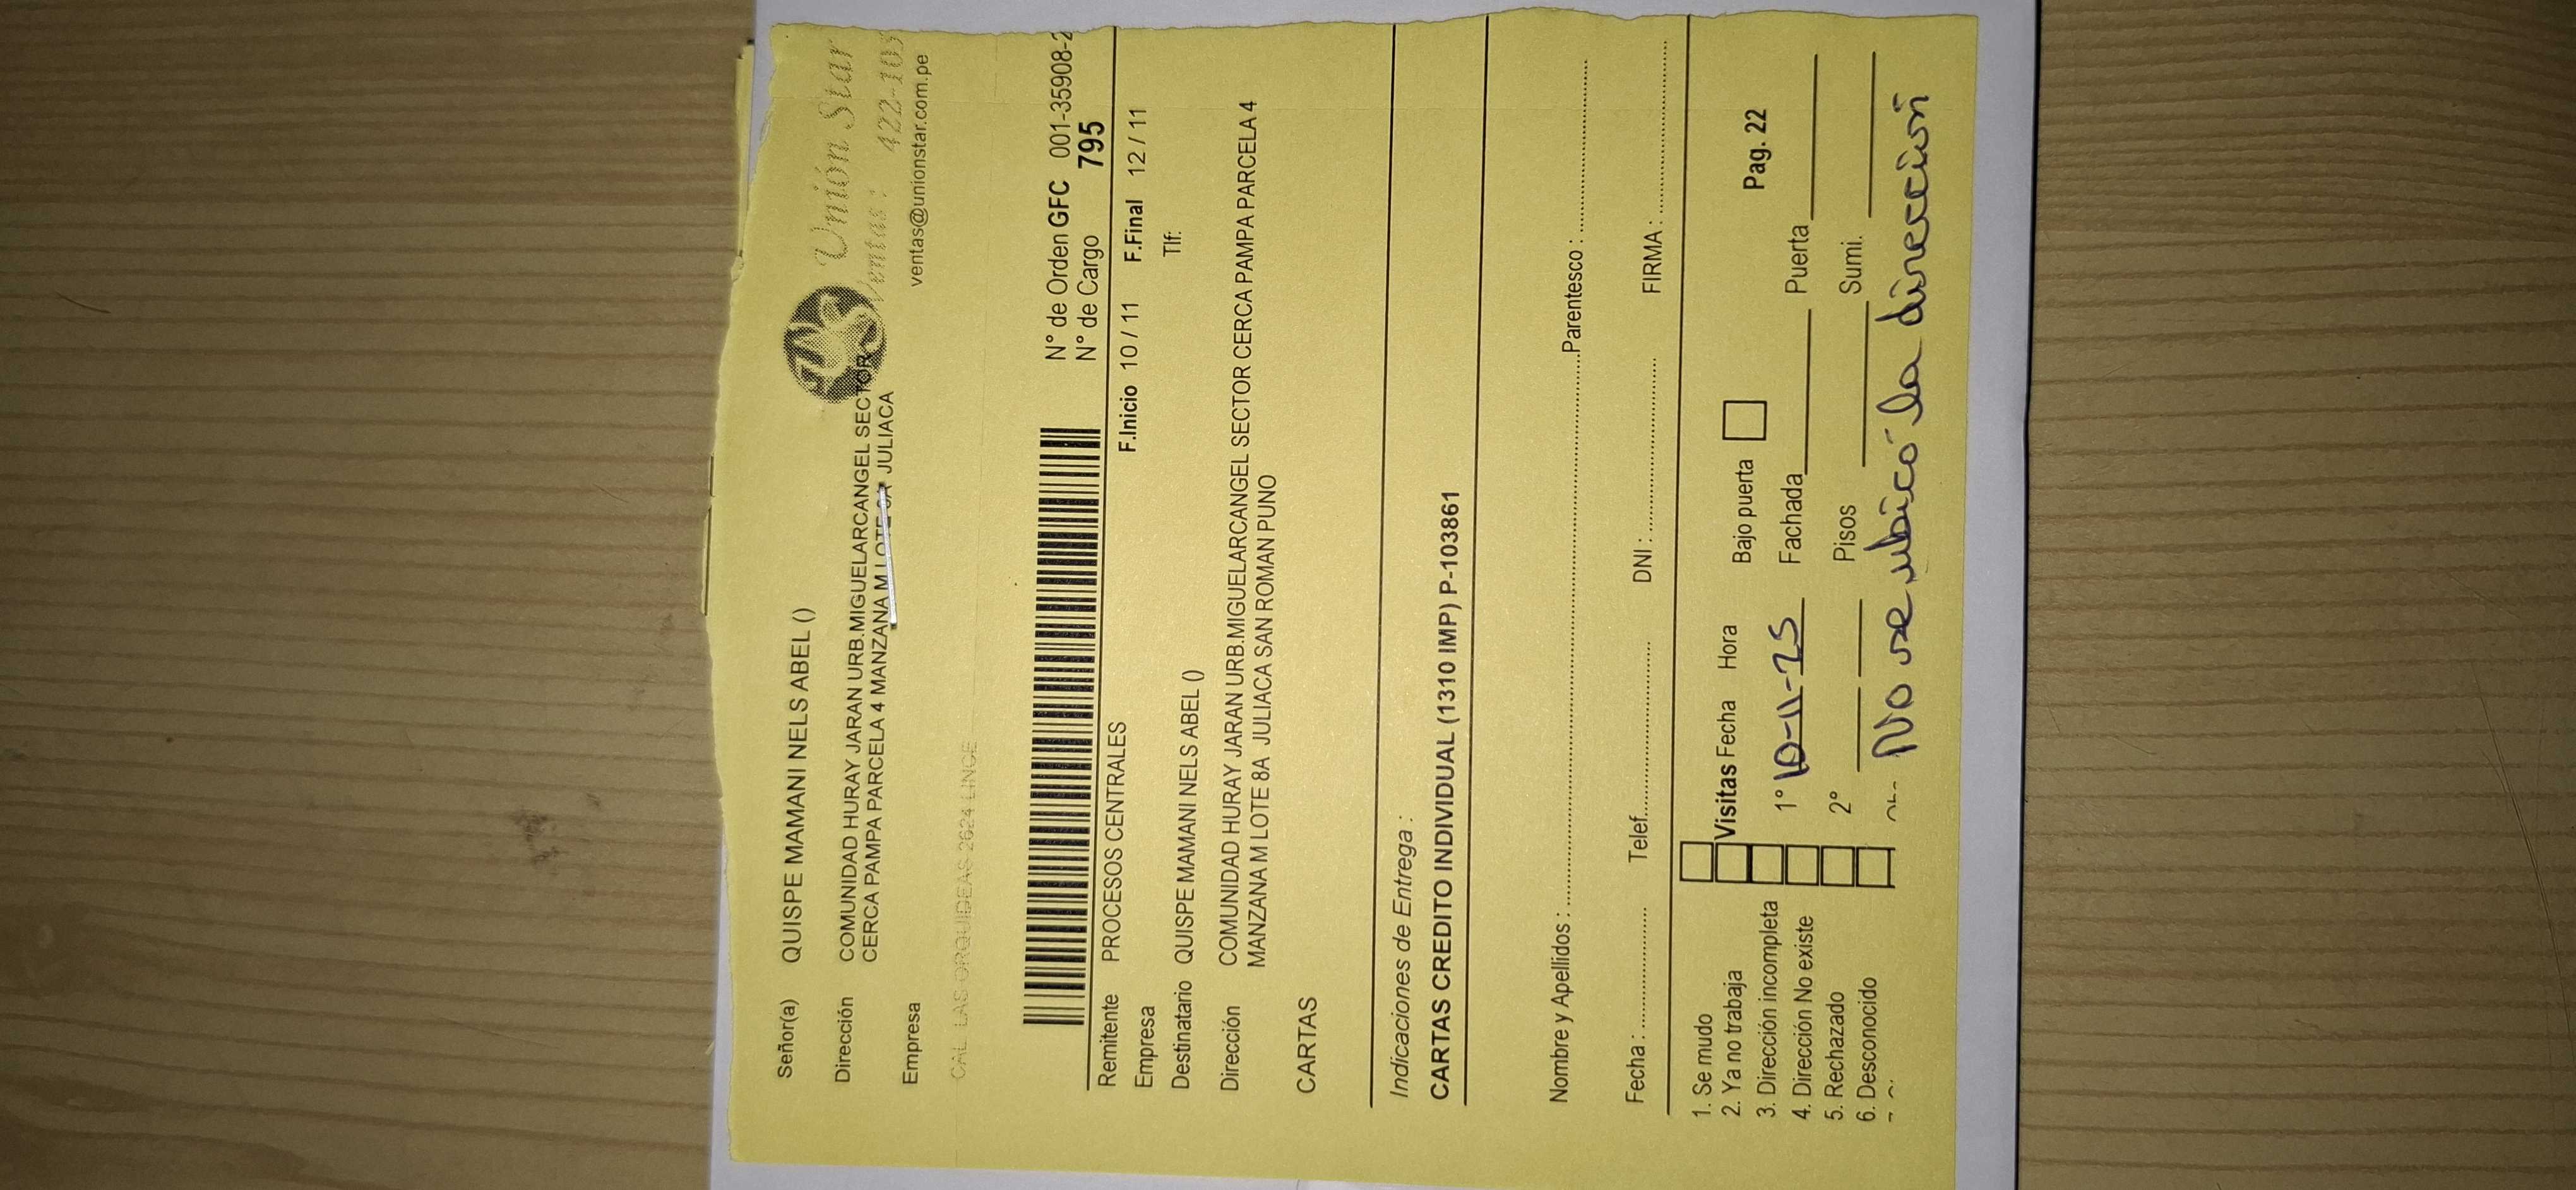 Unión Star
Ventas : 422-105
ventas@unionstar.com.pe
Señor(a) QUISPE MAMANI NELS ABEL ()
Dirección COMUNIDAD HURAY JARAN URB.MIGUELARCANGEL SECTOR
CERCA PAMPA PARCELA 4 MANZANA M LOTE 8A JULIACA
Empresa
CAL LAS ORQUIDEAS 2624 LINCE
N° de Orden GFC 001-35908-2
N° de Cargo 795
Remitente PROCESOS CENTRALES
F.Inicio 10 / 11 F.Final 12 / 11
Empresa
Tlf:
Destinatario QUISPE MAMANI NELS ABEL ()
Dirección COMUNIDAD HURAY JARAN URB.MIGUELARCANGEL SECTOR CERCA PAMPA PARCELA 4
MANZANA M LOTE 8A JULIACA SAN ROMAN PUNO
CARTAS
Indicaciones de Entrega :
CARTAS CREDITO INDIVIDUAL (1310 IMP) P-103861
Nombre y Apellidos : Parentesco :
Fecha : Telef. DNI : FIRMA :
1. Se mudo
2. Ya no trabaja Visitas Fecha Hora Bajo puerta Pag. 22
3. Dirección incompleta
4. Dirección No existe 1° 10-11-25 Fachada Puerta
5. Rechazado
2° Pisos Sumi.
6. Desconocido
No se ubicó la dirección